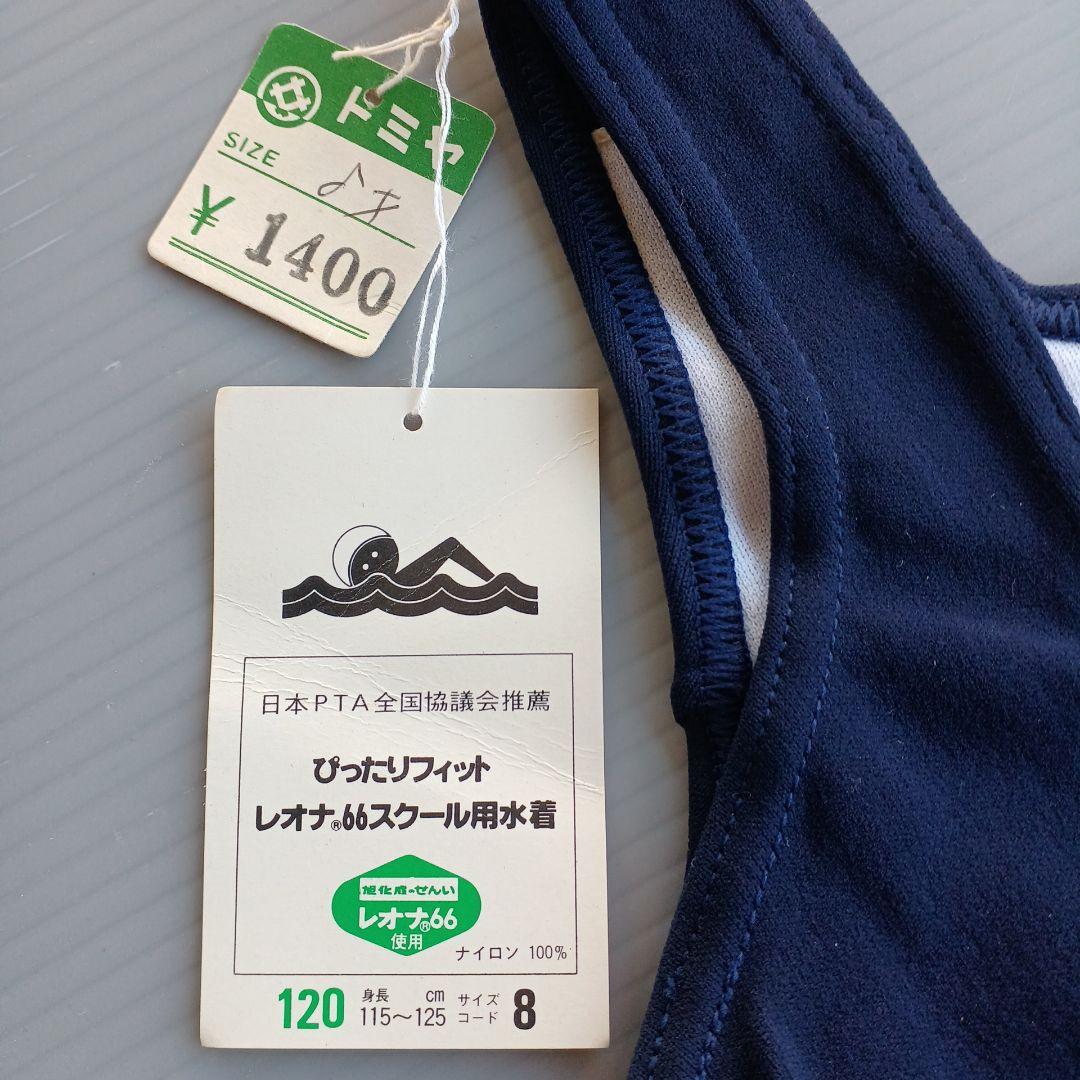 トミヤ
SIZE
¥ 1400
日本PTA全国協議会推薦
ぴったりフィット
レオナ®66スクール用水着
旭化成のせんい
レオナ®66
使用
ナイロン 100%
120 身長 cm 115～125 サイズコード 8